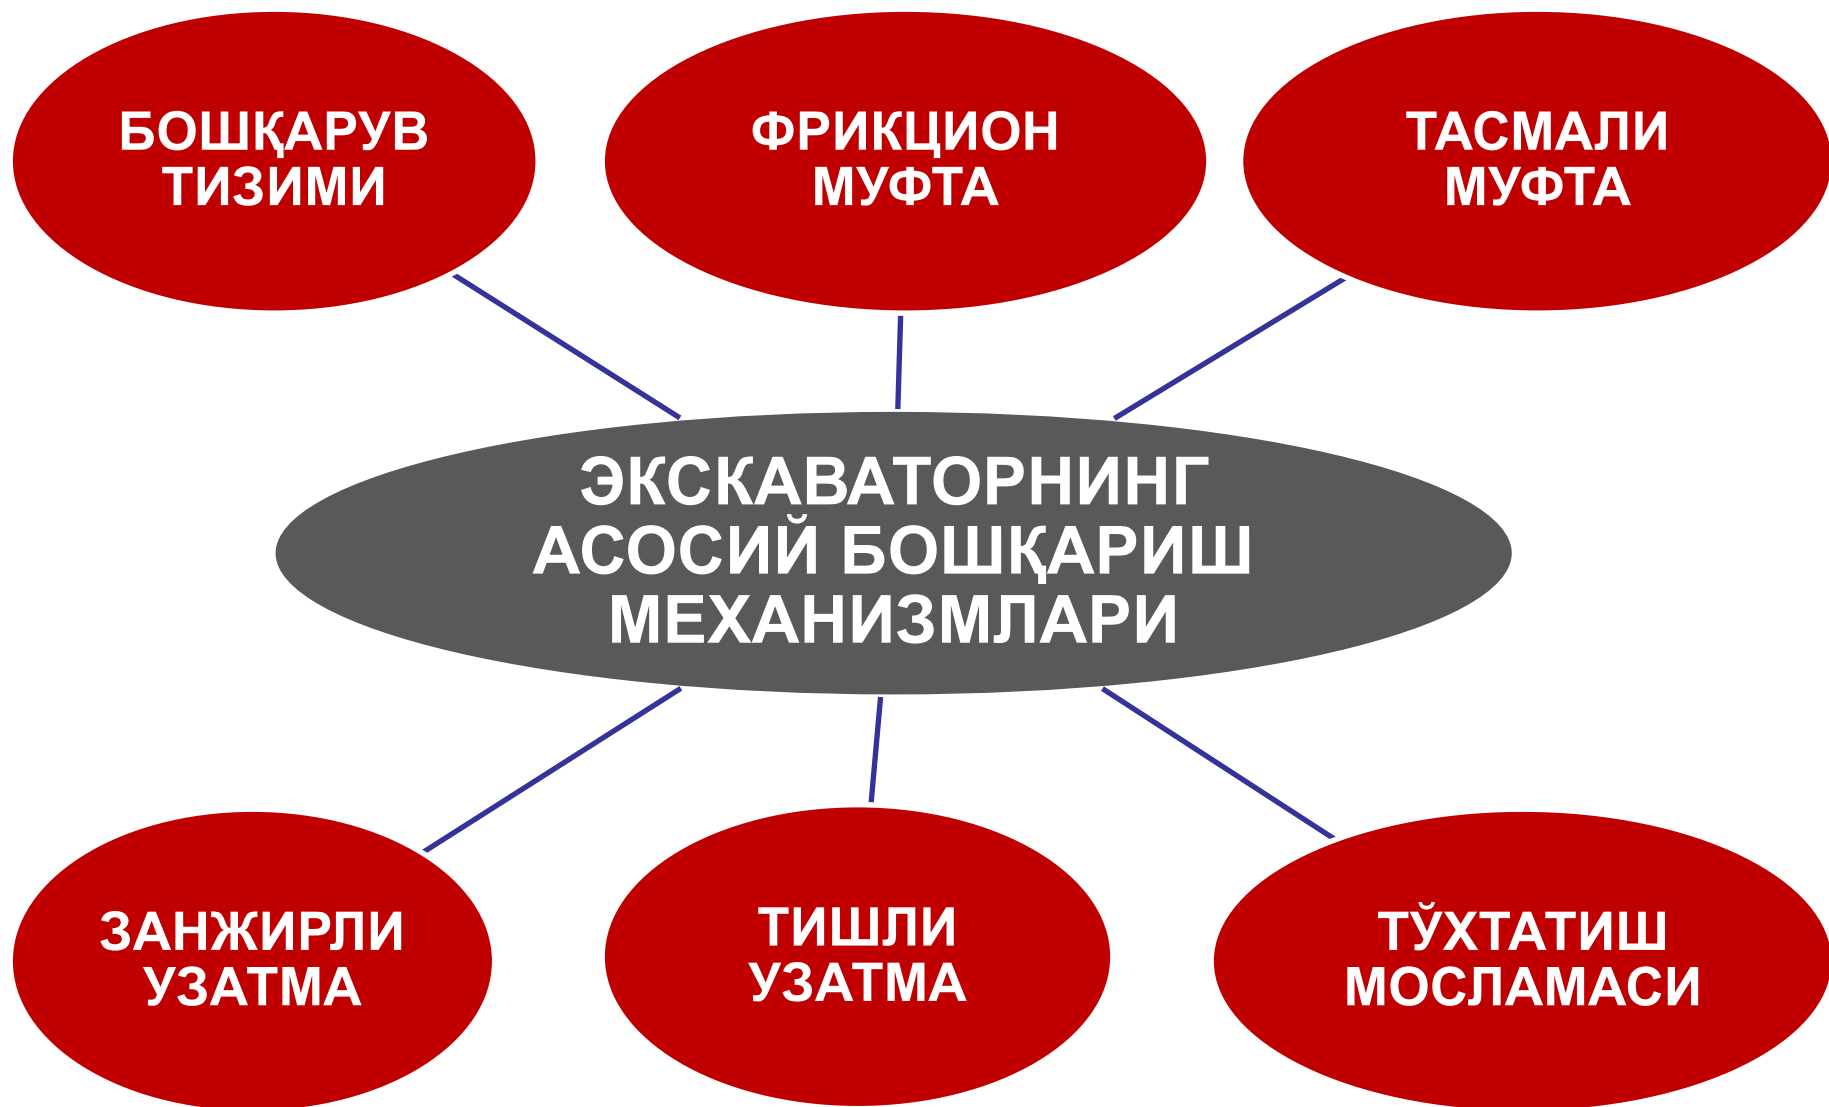 БОШҚАРУВ
ТИЗИМИ
ФРИКЦИОН
МУФТА
ТАСМАЛИ
МУФТА
ЭКСКАВАТОРНИНГ
АСОСИЙ БОШҚАРИШ
МЕХАНИЗМЛАРИ
ЗАНЖИРЛИ
УЗАТМА
ТИШЛИ
УЗАТМА
ТЎХТАТИШ
МОСЛАМАСИ